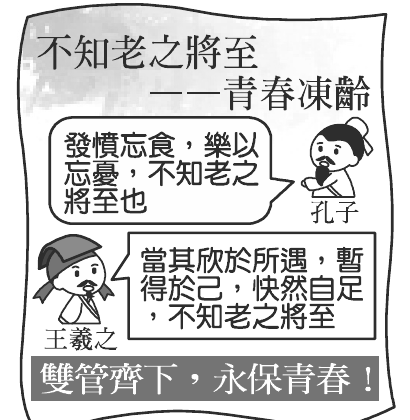 不知老之將至
——青春凍齡
發憤忘食，樂以
忘憂，不知老之
將至也
孔子
當其欣於所遇，暫
得於己，快然自足
，不知老之將至
王羲之
雙管齊下，永保青春！